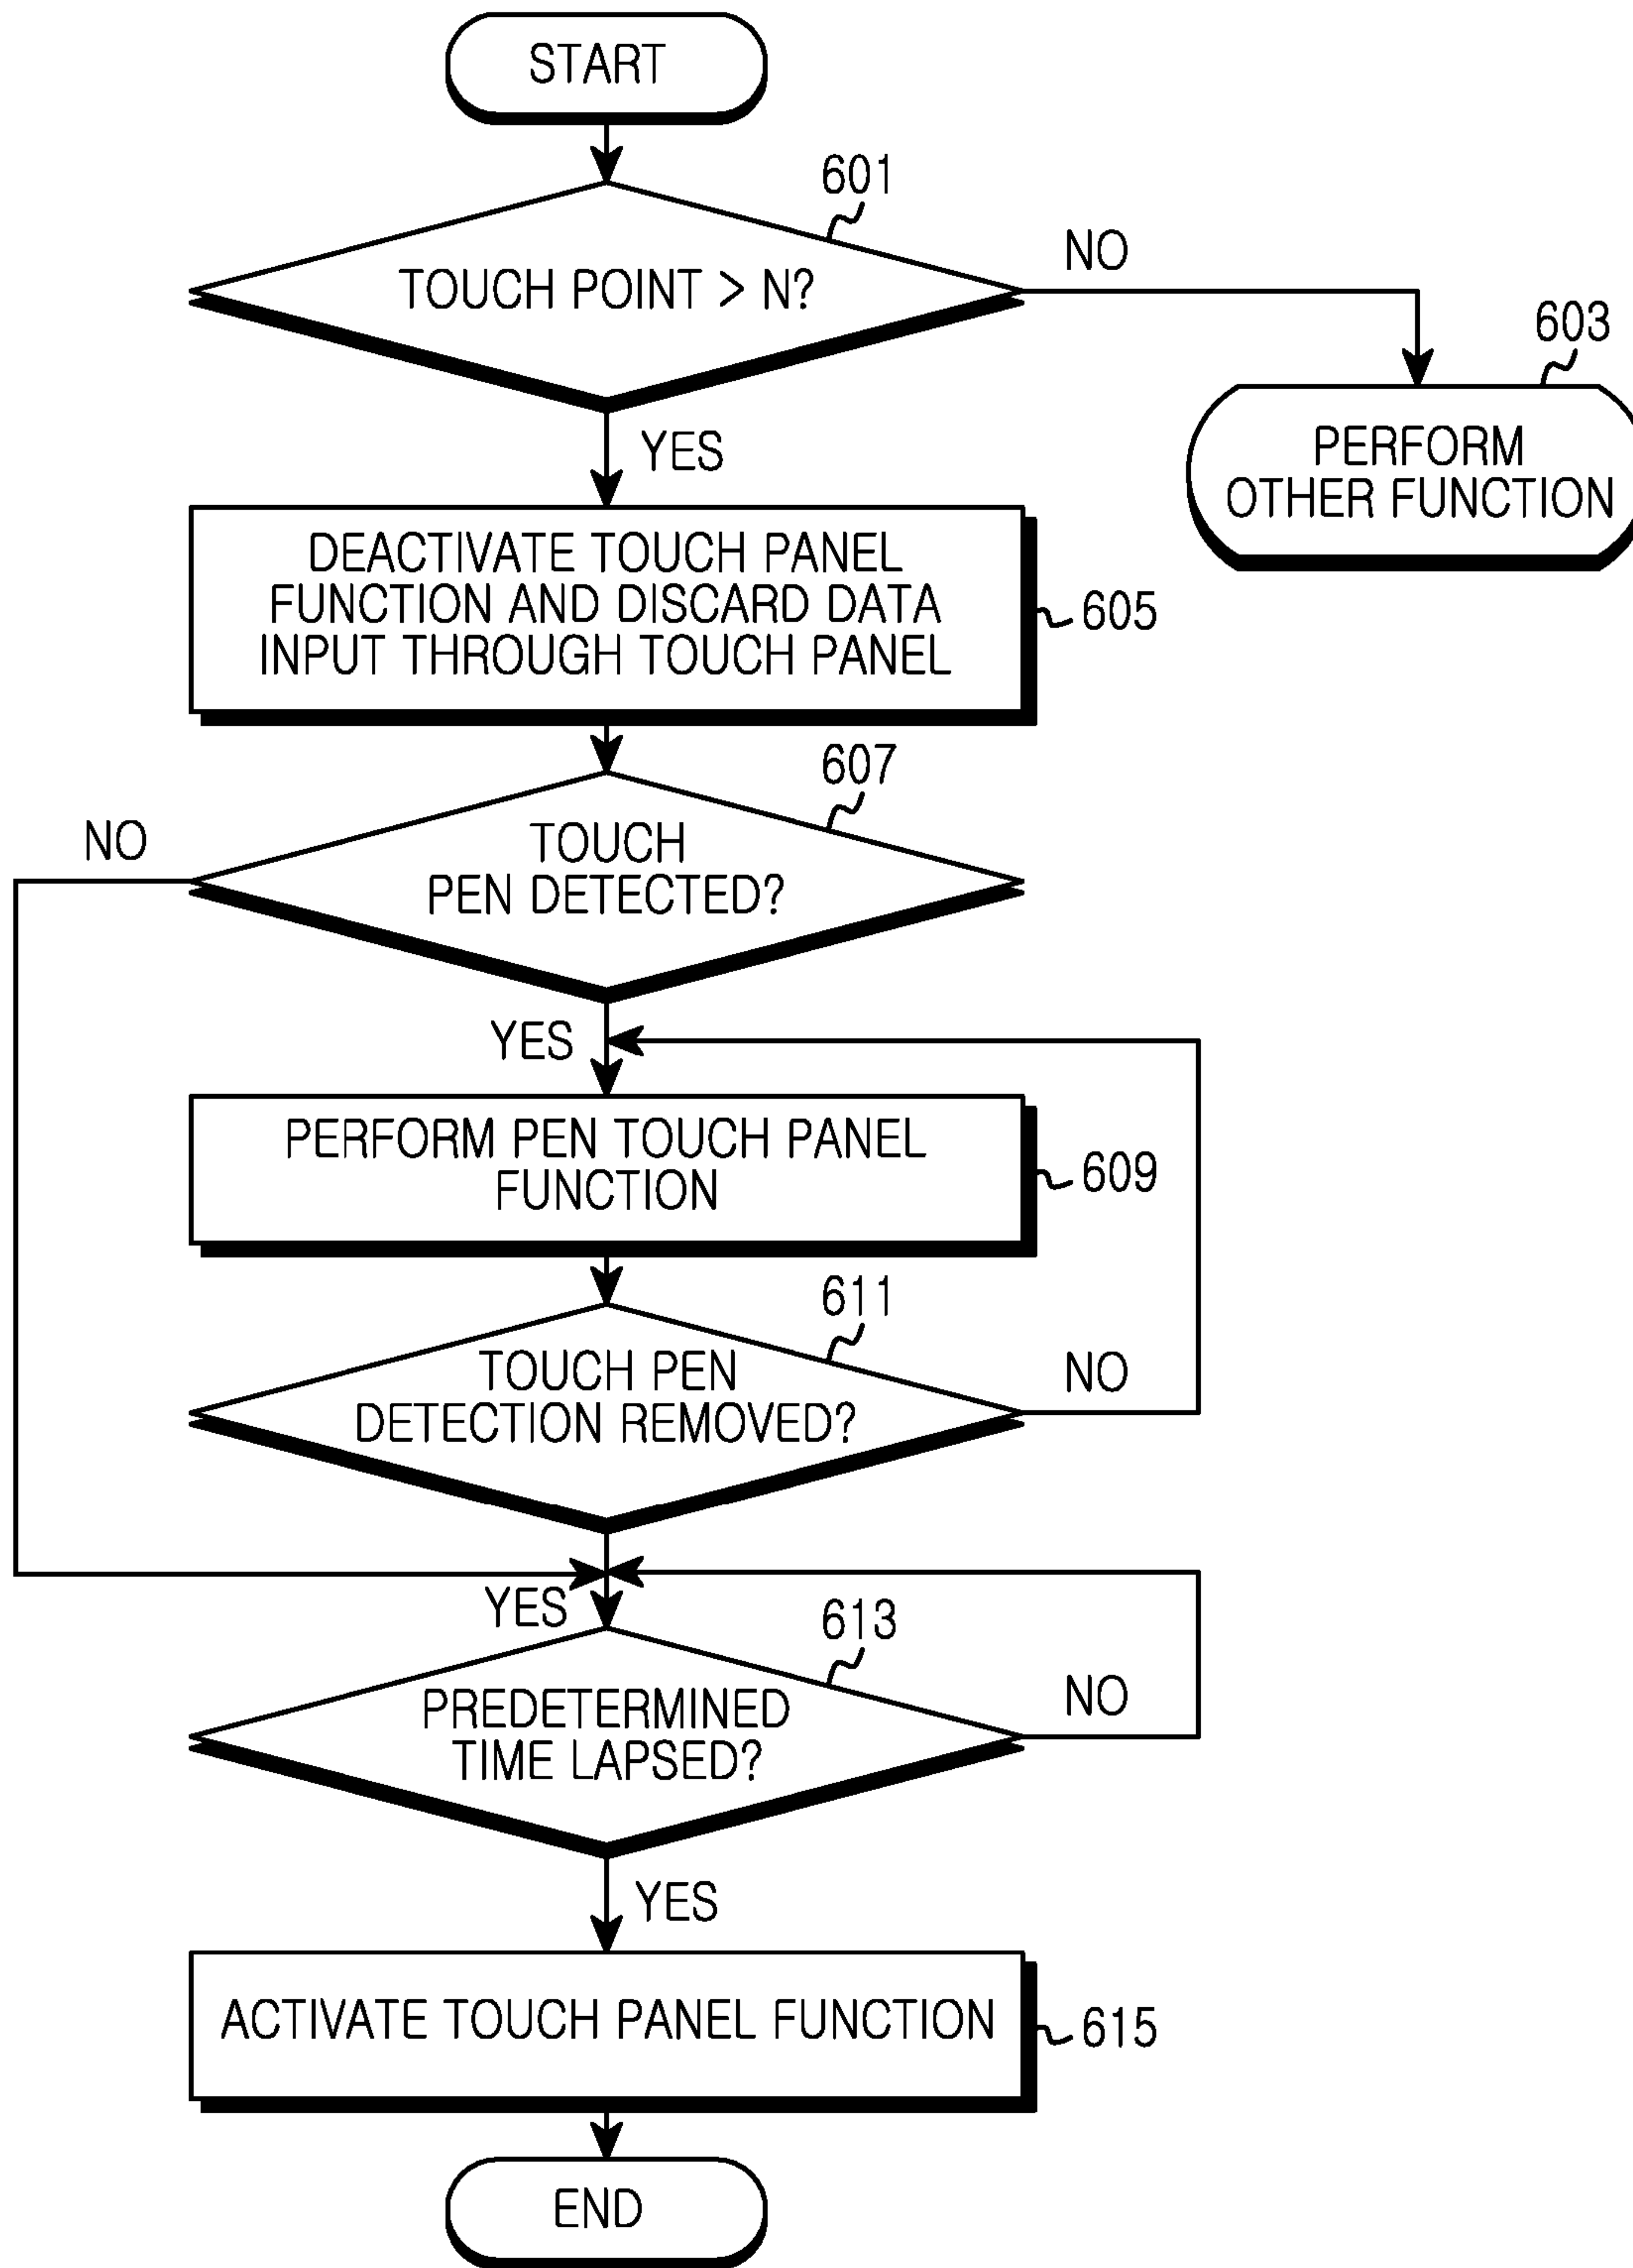 START
601
TOUCH POINT > N?
NO
603
PERFORM
OTHER FUNCTION
YES
DEACTIVATE TOUCH PANEL
FUNCTION AND DISCARD DATA
INPUT THROUGH TOUCH PANEL
605
607
NO
TOUCH
PEN DETECTED?
YES
PERFORM PEN TOUCH PANEL
FUNCTION
609
611
TOUCH PEN
DETECTION REMOVED?
NO
YES
613
PREDETERMINED
TIME LAPSED?
NO
YES
ACTIVATE TOUCH PANEL FUNCTION
615
END